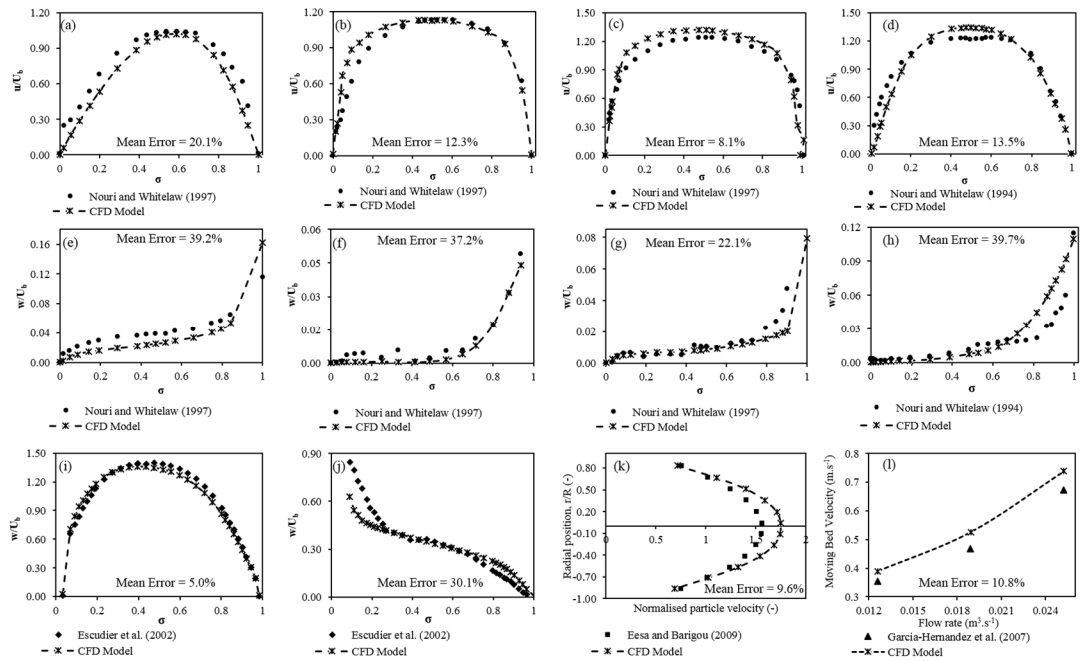 (a)
1.20
0.90
0.60
0.30
0.00
u/Ub
Mean Error = 20.1%
0 0.2 0.4 0.6 0.8 1
σ
Nouri and Whitelaw (1997)
CFD Model
(b)
1.20
0.90
0.60
0.30
0.00
u/Ub
Mean Error = 12.3%
0 0.2 0.4 0.6 0.8 1
σ
Nouri and Whitelaw (1997)
CFD Model
(c)
1.50
1.20
0.90
0.60
0.30
0.00
u/Ub
Mean Error = 8.1%
0 0.2 0.4 0.6 0.8 1
σ
Nouri and Whitelaw (1997)
CFD Model
(d)
1.50
1.20
0.90
0.60
0.30
0.00
u/Ub
Mean Error = 13.5%
0 0.2 0.4 0.6 0.8 1
σ
Nouri and Whitelaw (1994)
CFD Model
(e)
Mean Error = 39.2%
0.16
0.12
0.08
0.04
0.00
w/Ub
0 0.2 0.4 0.6 0.8 1
σ
Nouri and Whitelaw (1997)
CFD Model
(f)
Mean Error = 37.2%
0.06
0.05
0.03
0.02
0.00
w/Ub
0 0.2 0.4 0.6 0.8 1
σ
Nouri and Whitelaw (1997)
CFD Model
(g)
Mean Error = 22.1%
0.08
0.06
0.04
0.02
0.00
w/Ub
0 0.2 0.4 0.6 0.8 1
σ
Nouri and Whitelaw (1997)
CFD Model
(h)
Mean Error = 39.7%
0.12
0.09
0.06
0.03
0.00
w/Ub
0 0.2 0.4 0.6 0.8 1
σ
Nouri and Whitelaw (1994)
CFD Model
(i)
1.50
1.20
0.90
0.60
0.30
0.00
w/Ub
Mean Error = 5.0%
0 0.2 0.4 0.6 0.8 1
σ
Escudier et al. (2002)
CFD Model
(j)
0.90
0.60
0.30
0.00
w/Ub
Mean Error = 30.1%
0 0.2 0.4 0.6 0.8 1
σ
Escudier et al. (2002)
CFD Model
(k)
0.80
0.50
0.20
-0.10
-0.40
-0.70
-1.00
Radial position, r/R (-)
0 0.5 1 1.5 2
Mean Error = 9.6%
Normalised particle velocity (-)
Eesa and Barigou (2009)
CFD Model
(l)
0.8
0.7
0.6
0.5
0.4
0.3
Moving Bed Velocity (m.s-1)
Mean Error = 10.8%
0.012 0.016 0.020 0.024
Flow rate (m3.s-1)
Garcia-Hernandez et al. (2007)
CFD Model